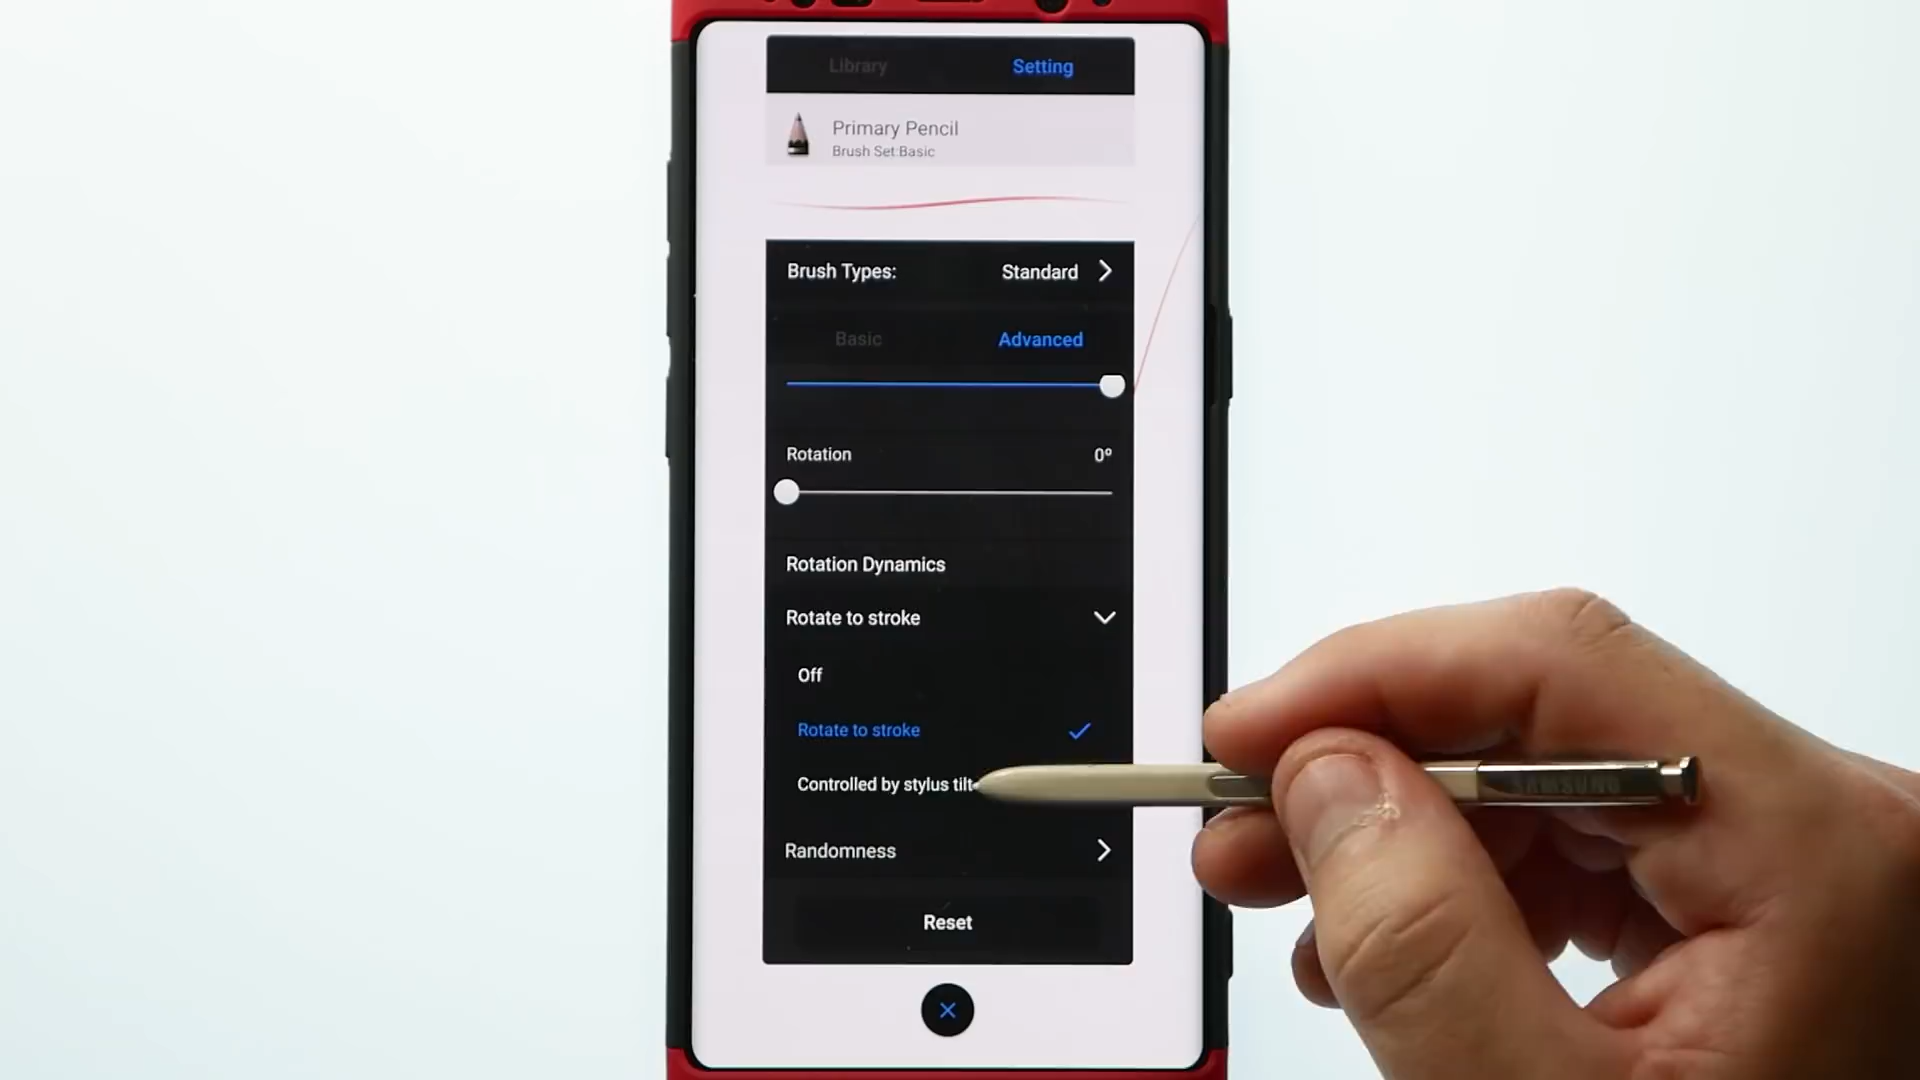 Library Setting
Primary Pencil
Brush Set:Basic
Brush Types: Standard
Basic Advanced
Rotation 0°
Rotation Dynamics
Rotate to stroke
Off
Rotate to stroke
Controlled by stylus tilt
SAMSUNG
Randomness
Reset